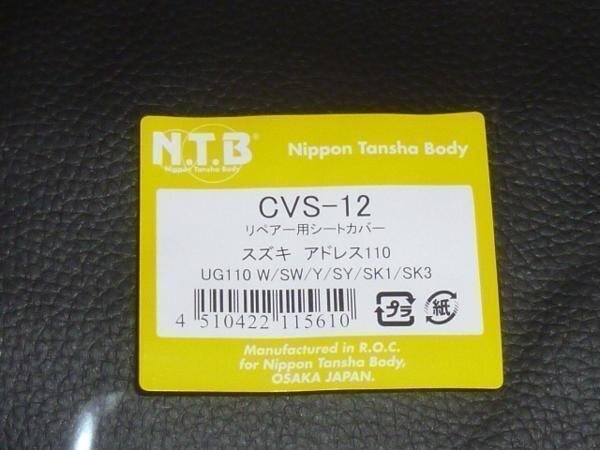 N.T.B®
Nippon Tansha Body
Nippon Tansha Body
CVS-12
リペアー用シートカバー
スズキ アドレス110
UG110 W/SW/Y/SY/SK1/SK3
4 510422 115610
プラ
紙
Manufactured in R.O.C.
for Nippon Tansha Body,
OSAKA JAPAN.